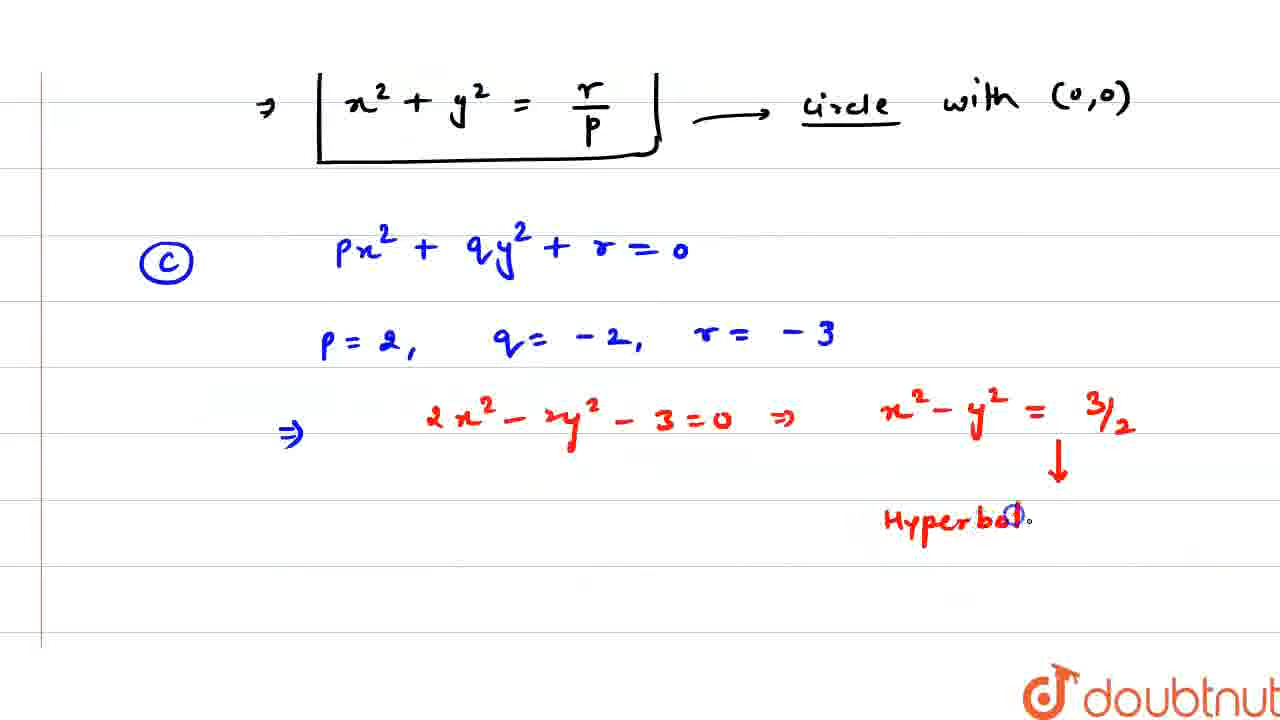 ⇒ x² + y² = r/p → circle with (0,0)
Ⓒ px² + qy² + r = 0
p = 2, q = -2, r = -3
⇒ 2x² - 2y² - 3 = 0 ⇒ x² - y² = 3/2
↓
Hyperbol
doubtnut